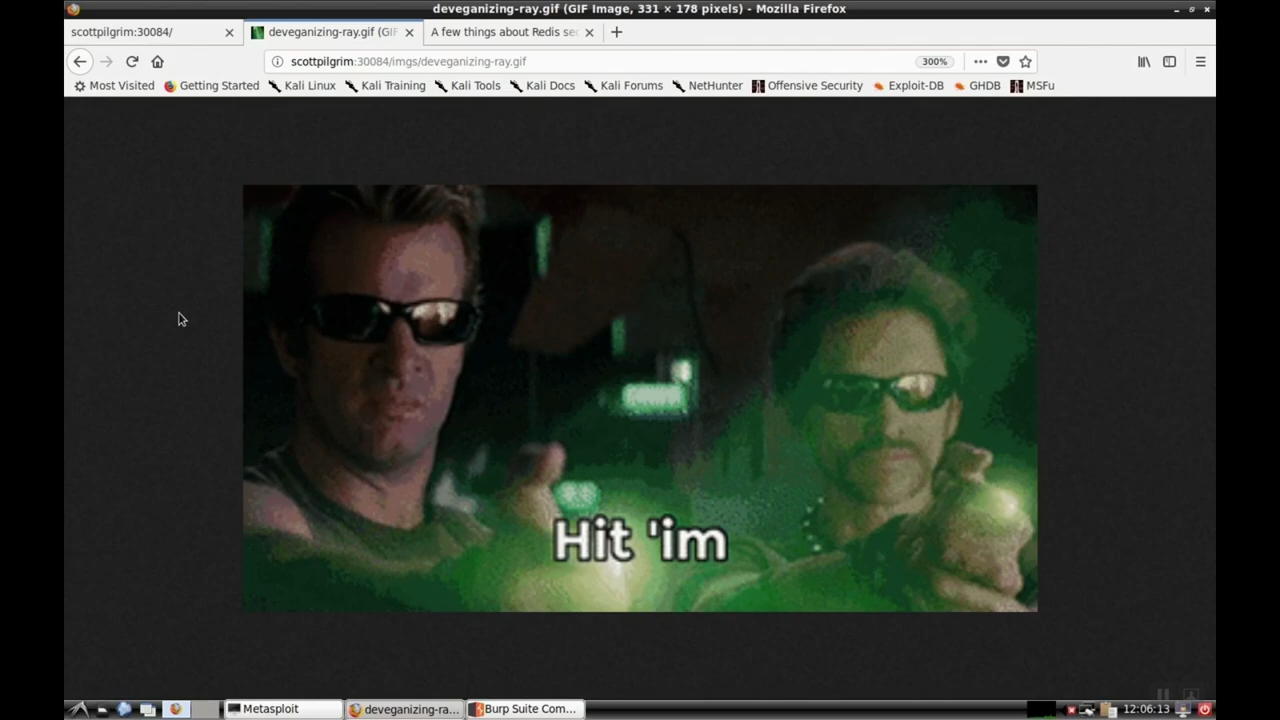 deveganizing-ray.gif (GIF Image, 331 × 178 pixels) - Mozilla Firefox
scottpilgrim:30084/
deveganizing-ray.gif (GIF
A few things about Redis sec
scottpilgrim:30084/imgs/deveganizing-ray.gif
300%
Most Visited
Getting Started
Kali Linux
Kali Training
Kali Tools
Kali Docs
Kali Forums
NetHunter
Offensive Security
Exploit-DB
GHDB
MSFu
Hit 'im
Metasploit
deveganizing-ra...
Burp Suite Com...
12:06:13